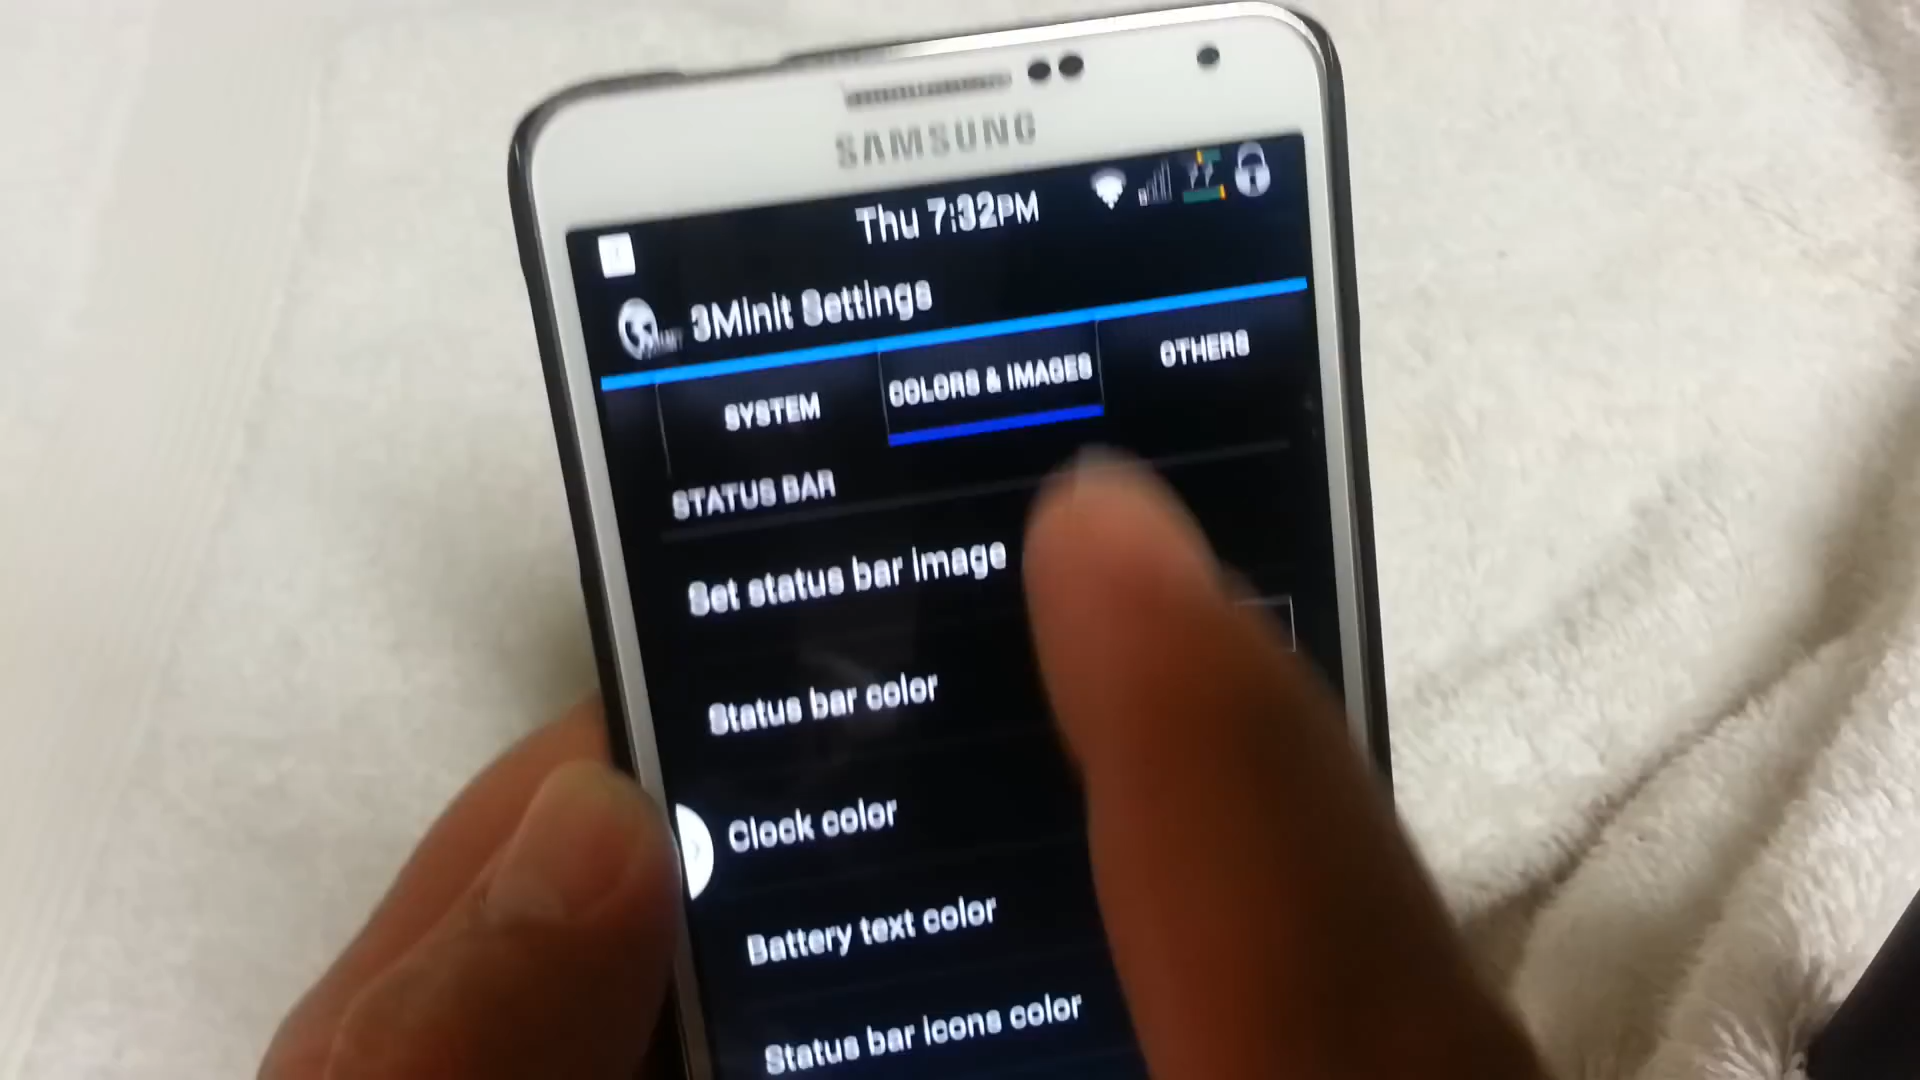 SAMSUNG
Thu 7:32PM
3Minit Settings
SYSTEM
COLORS & IMAGES
OTHERS
STATUS BAR
Set status bar image
Status bar color
Clock color
Battery text color
Status bar icons color